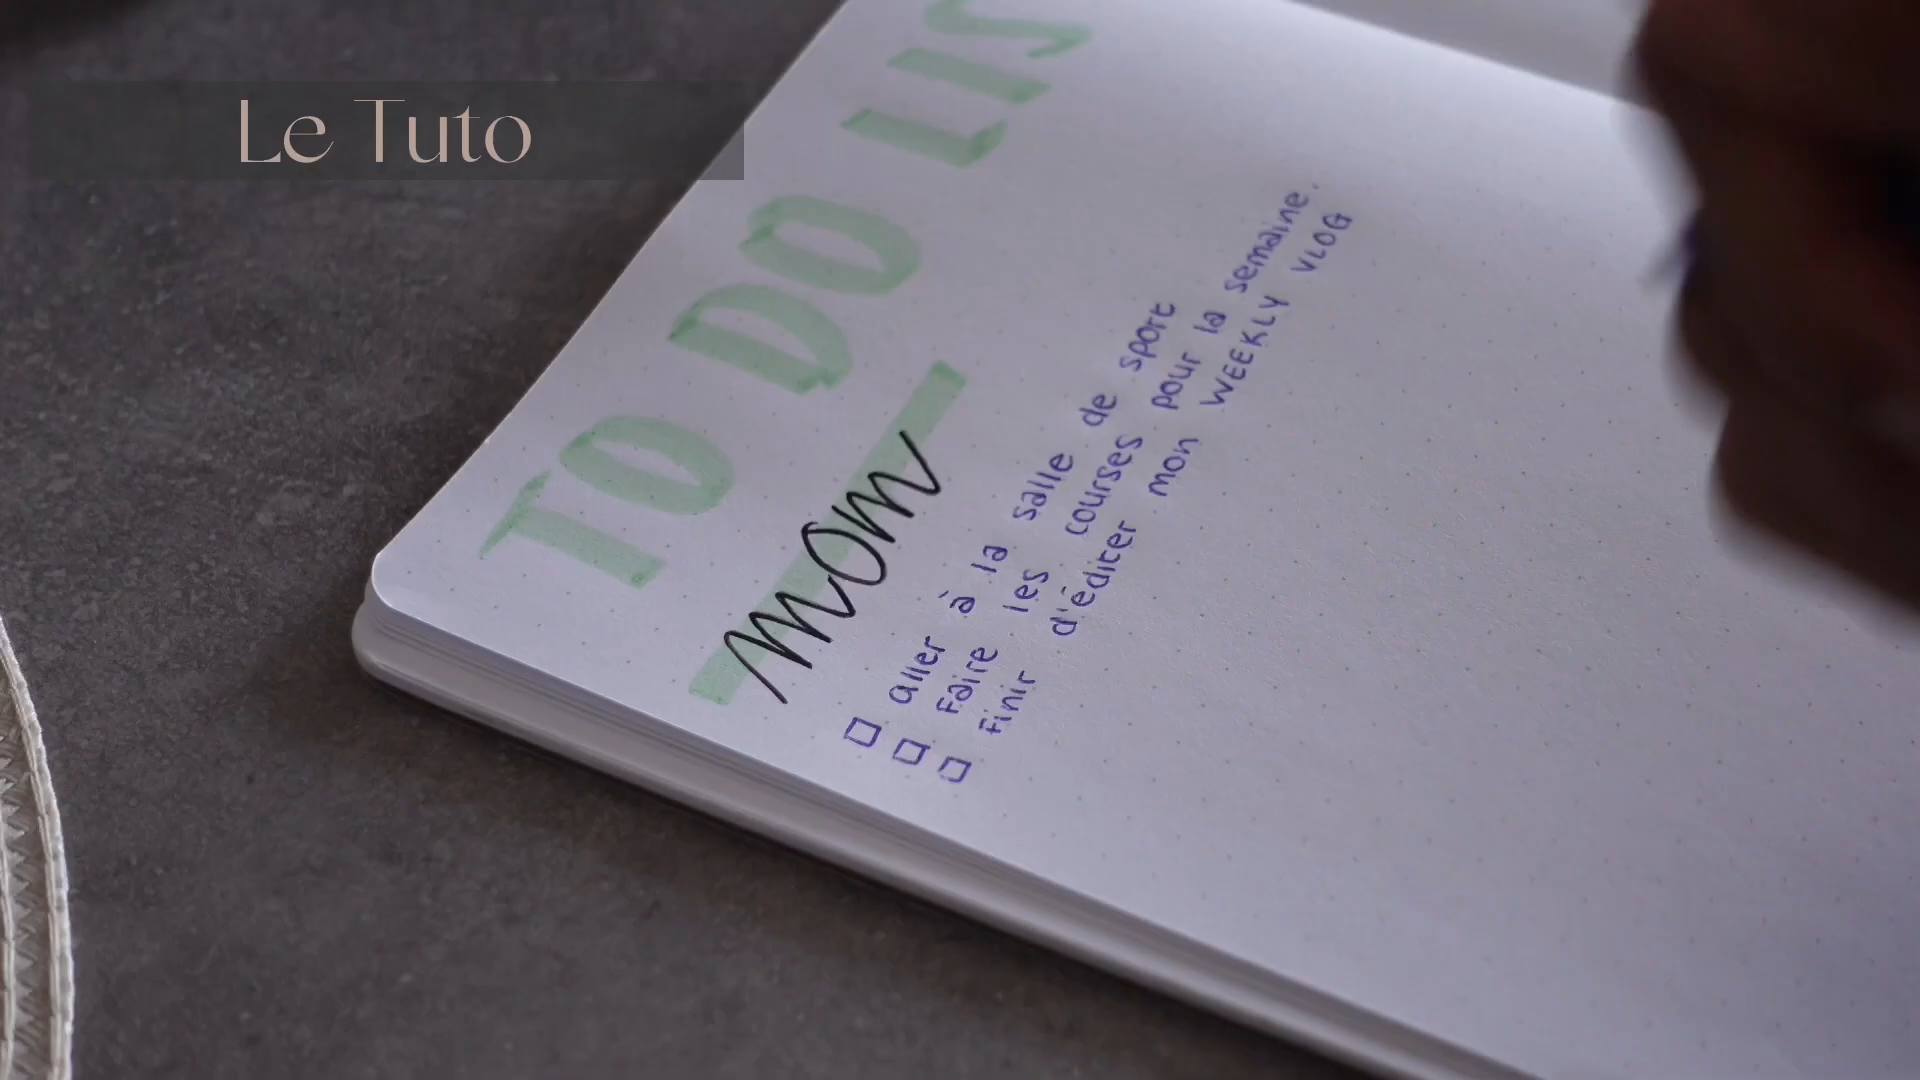 Le Tuto
TO DO LIS
mom
aller à la salle de sport
Faire les courses pour la semaine.
Finir d'éditer mon WEEKLY VLOG